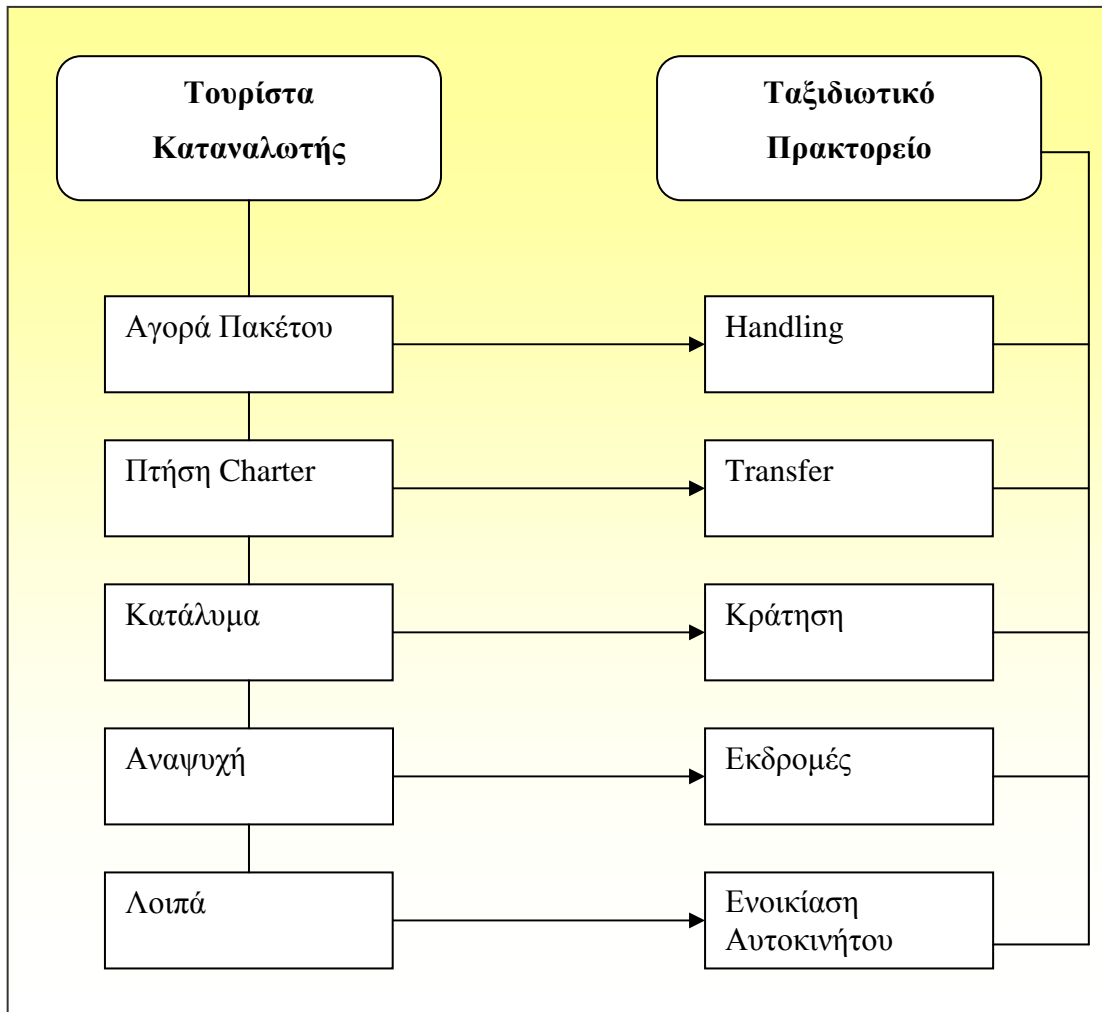 Τουρίστα
Καταναλωτής
Ταξιδιωτικό
Πρακτορείο
Αγορά Πακέτου
Handling
Πτήση Charter
Transfer
Κατάλυμα
Κράτηση
Αναψυχή
Εκδρομές
Λοιπά
Ενοικίαση
Αυτοκινήτου